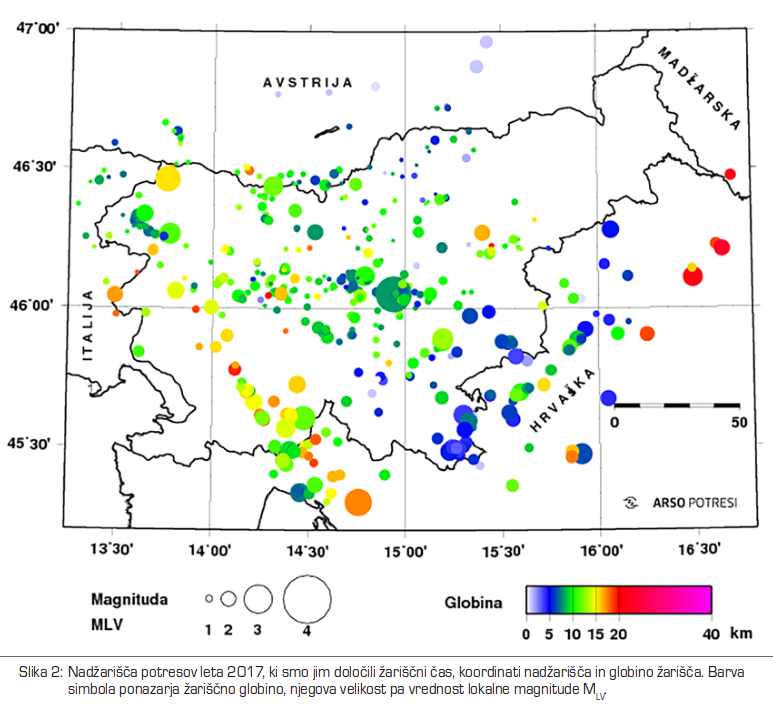 47°00'
AVSTRIJA
MADŽARSKA
46°30'
46°00'
ITALIJA
HRVAŠKA
0 50
45°30'
ARSO POTRESI
13°30' 14°00' 14°30' 15°00' 15°30' 16°00' 16°30'
Magnituda
MLV
1 2 3 4
Globina
0 5 10 15 20 40 km
Slika 2: Nadžarišča potresov leta 2017, ki smo jim določili žariščni čas, koordinati nadžarišča in globino žarišča. Barva
simbola ponazarja žariščno globino, njegova velikost pa vrednost lokalne magnitude MLV.